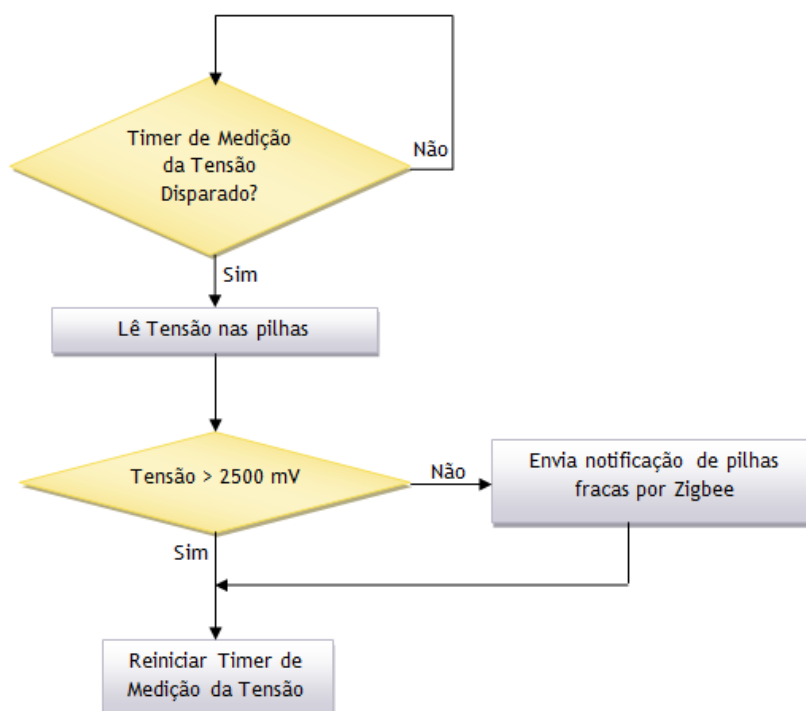 Timer de Medição
da Tensão
Disparado?
Não
Sim
Lê Tensão nas pilhas
Tensão > 2500 mV
Não
Envia notificação de pilhas
fracas por Zigbee
Sim
Reiniciar Timer de
Medição da Tensão